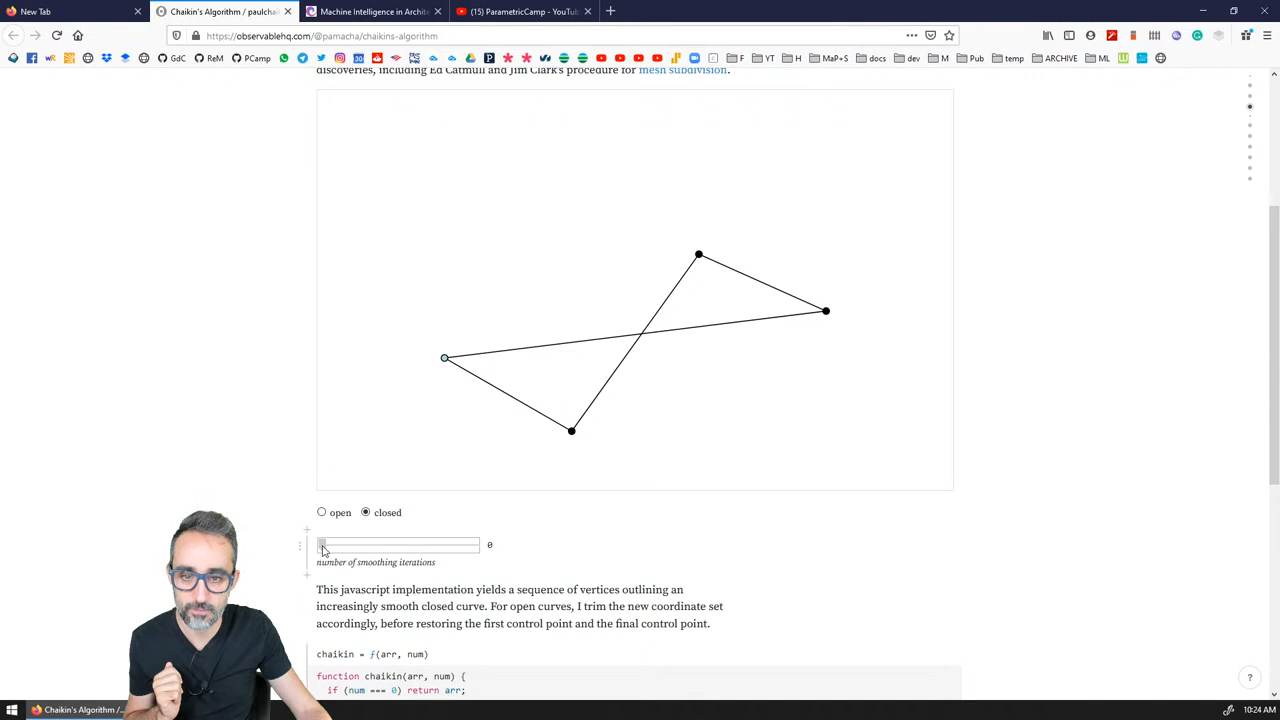 New Tab
Chaikin's Algorithm / paulchai
Machine Intelligence in Archite
(15) ParametricCamp - YouTub
https://observablehq.com/@pamacha/chaikins-algorithm
GdC
ReM
PCamp
F
YT
H
MaP+S
docs
dev
M
Pub
temp
ARCHIVE
ML
discoveries, including Ed Catmull and Jim Clark's procedure for mesh subdivision.
open
closed
0
number of smoothing iterations
This javascript implementation yields a sequence of vertices outlining an
increasingly smooth closed curve. For open curves, I trim the new coordinate set
accordingly, before restoring the first control point and the final control point.
chaikin = ƒ(arr, num)
function chaikin(arr, num) {
if (num === 0) return arr;
?
Chaikin's Algorithm /...
10:24 AM